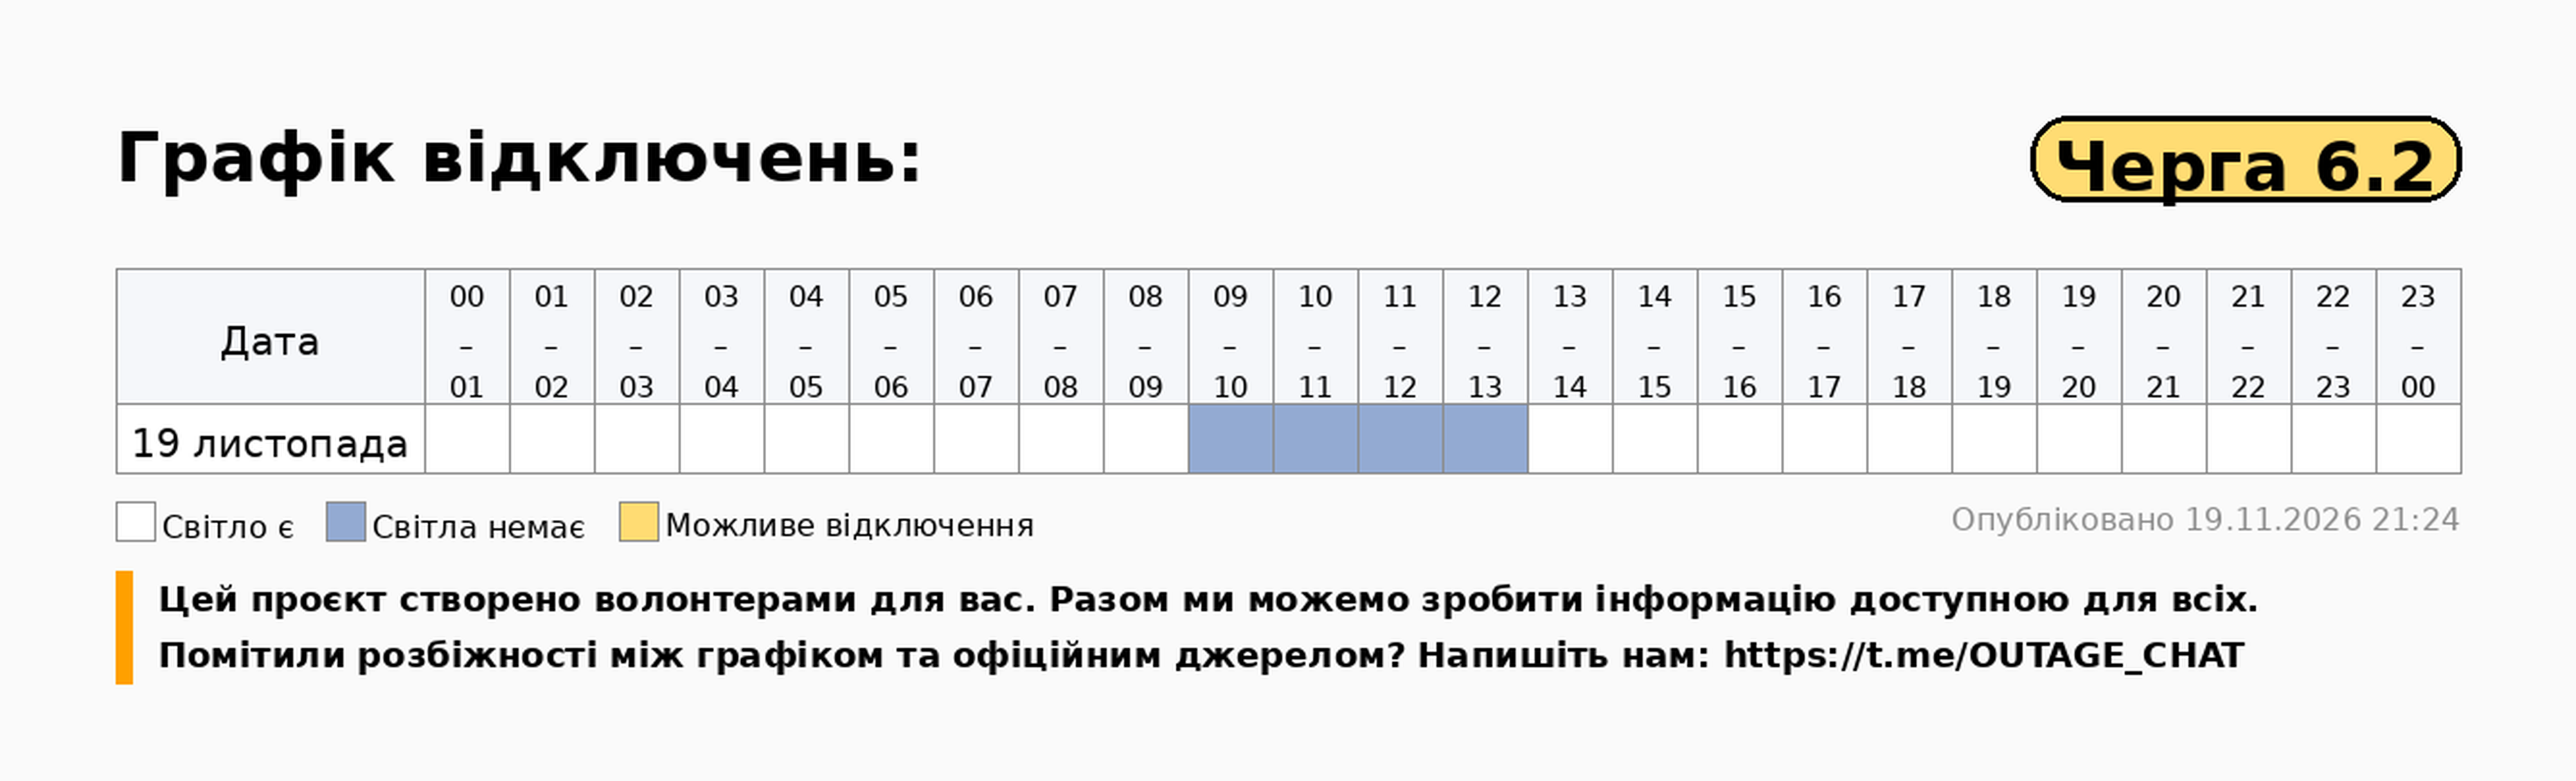 Графік відключень:
Черга 6.2
Дата 00 – 01 01 – 02 02 – 03 03 – 04 04 – 05 05 – 06 06 – 07 07 – 08 08 – 09 09 – 10 10 – 11 11 – 12 12 – 13 13 – 14 14 – 15 15 – 16 16 – 17 17 – 18 18 – 19 19 – 20 20 – 21 21 – 22 22 – 23 23 – 00
19 листопада
Світло є Світла немає Можливе відключення
Опубліковано 19.11.2026 21:24
Цей проєкт створено волонтерами для вас. Разом ми можемо зробити інформацію доступною для всіх.
Помітили розбіжності між графіком та офіційним джерелом? Напишіть нам: https://t.me/OUTAGE_CHAT